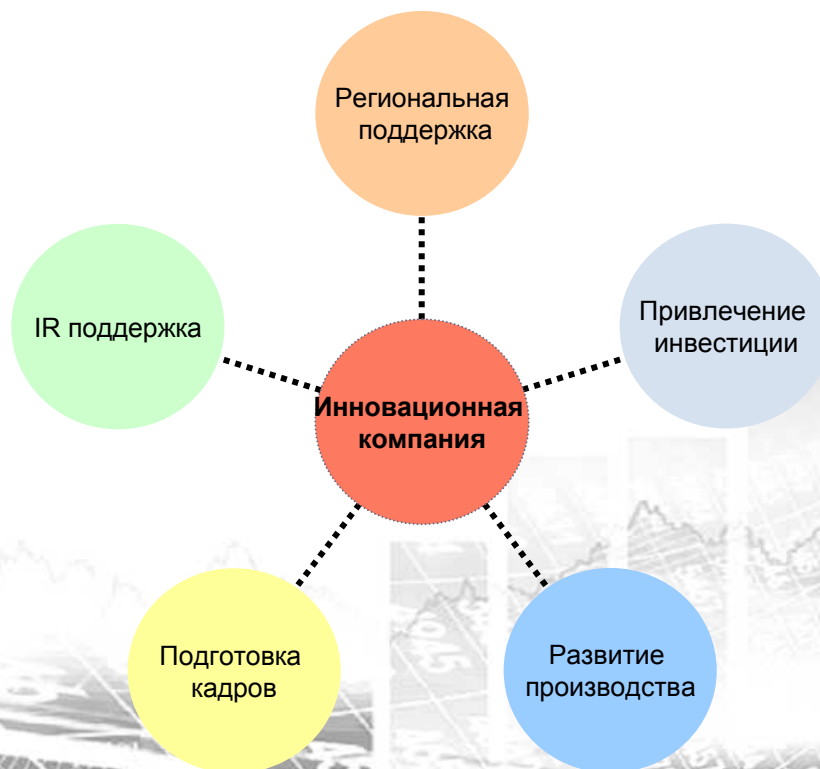 Региональная
поддержка
IR поддержка
Привлечение
инвестиции
Инновационная
компания
Подготовка
кадров
Развитие
производства